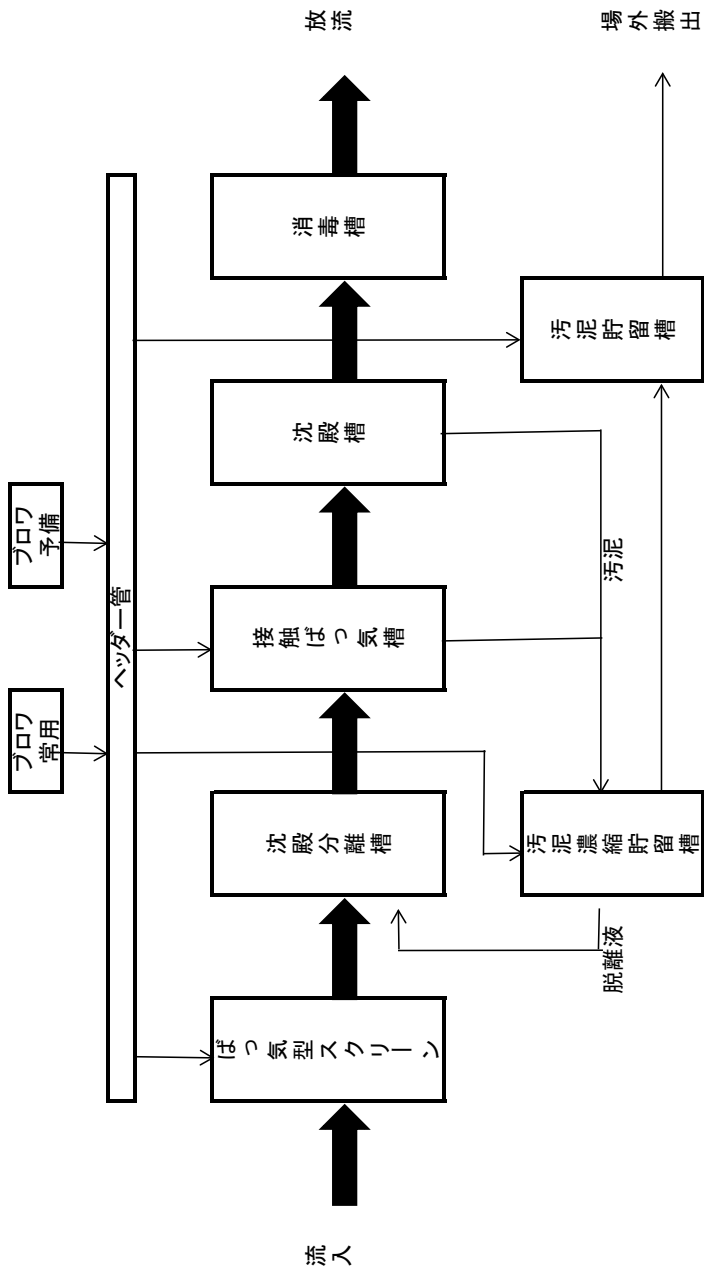 ブロワ
常用
ブロワ
予備
ヘッダー管
流入
ばっ気型スクリーン
沈殿分離槽
接触ばっ気槽
沈殿槽
消毒槽
放流
脱離液
汚泥
汚泥濃縮貯留槽
汚泥貯留槽
場外搬出